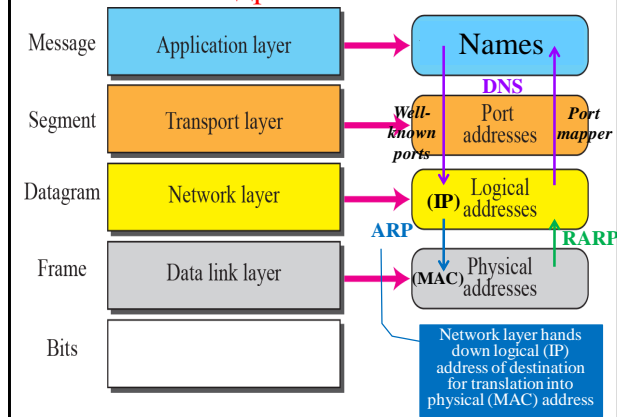 Message
Application layer
Names
DNS
Segment
Transport layer
Well-
known
ports
Port
addresses
Port
mapper
Datagram
Network layer
(IP)
Logical
addresses
ARP
RARP
Frame
Data link layer
(MAC)
Physical
addresses
Bits
Network layer hands
down logical (IP)
address of destination
for translation into
physical (MAC) address